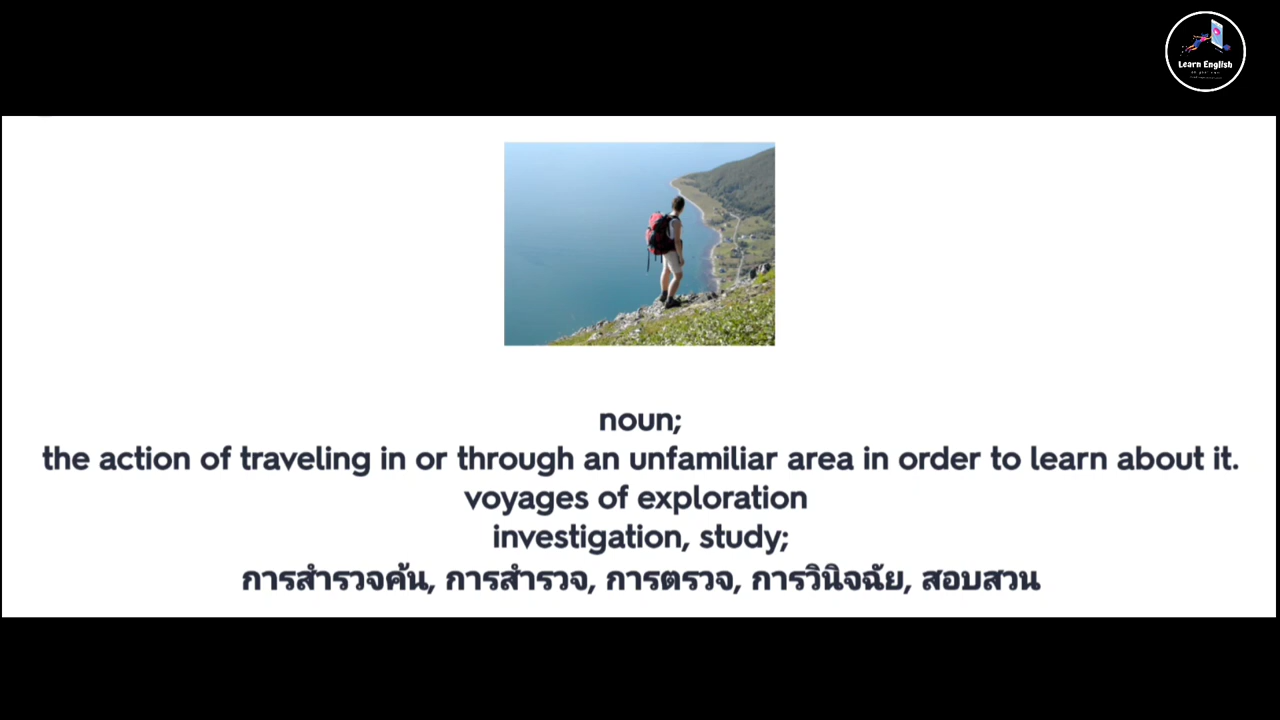 Learn English
noun;
the action of traveling in or through an unfamiliar area in order to learn about it.
voyages of exploration
investigation, study;
การสำรวจค้น, การสำรวจ, การตรวจ, การวินิจฉัย, สอบสวน